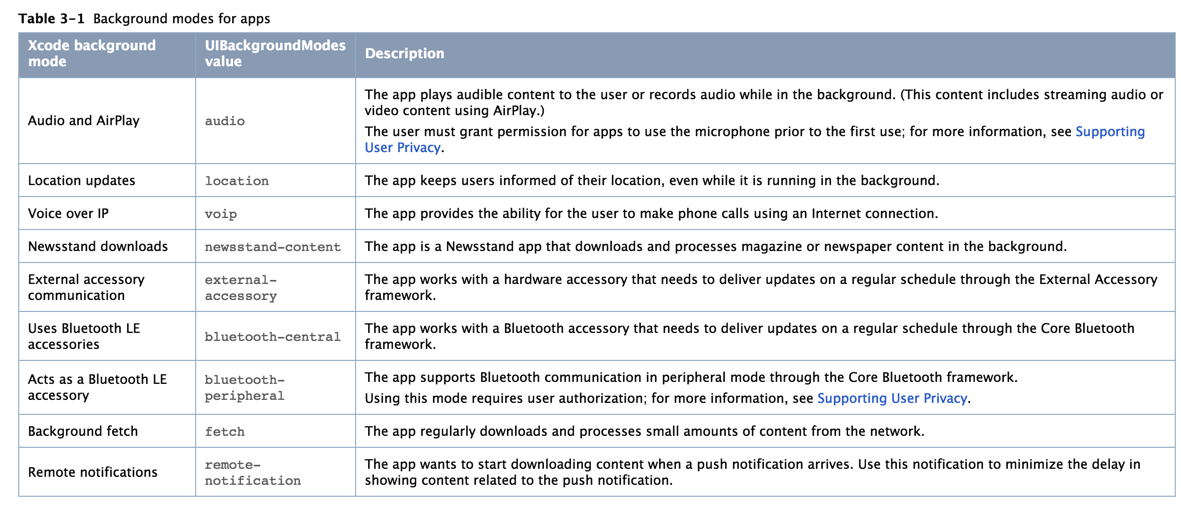 Table 3-1 Background modes for apps
Xcode background
mode
UIBackgroundModes
value
Description
Audio and AirPlay
audio
The app plays audible content to the user or records audio while in the background. (This content includes streaming audio or
video content using AirPlay.)
The user must grant permission for apps to use the microphone prior to the first use; for more information, see Supporting
User Privacy.
Location updates
location
The app keeps users informed of their location, even while it is running in the background.
Voice over IP
voip
The app provides the ability for the user to make phone calls using an Internet connection.
Newsstand downloads
newsstand-content
The app is a Newsstand app that downloads and processes magazine or newspaper content in the background.
External accessory
communication
external-
accessory
The app works with a hardware accessory that needs to deliver updates on a regular schedule through the External Accessory
framework.
Uses Bluetooth LE
accessories
bluetooth-central
The app works with a Bluetooth accessory that needs to deliver updates on a regular schedule through the Core Bluetooth
framework.
Acts as a Bluetooth LE
accessory
bluetooth-
peripheral
The app supports Bluetooth communication in peripheral mode through the Core Bluetooth framework.
Using this mode requires user authorization; for more information, see Supporting User Privacy.
Background fetch
fetch
The app regularly downloads and processes small amounts of content from the network.
Remote notifications
remote-
notification
The app wants to start downloading content when a push notification arrives. Use this notification to minimize the delay in
showing content related to the push notification.